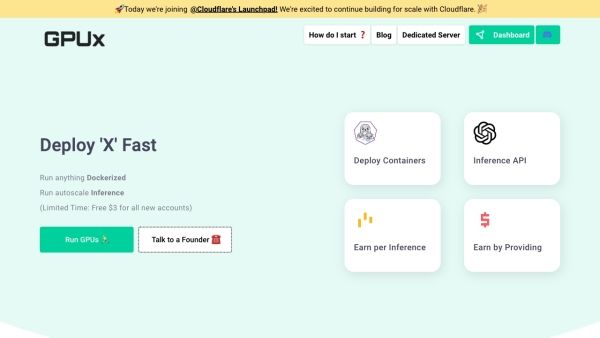 🚀Today we're joining @Cloudflare's Launchpad! We're excited to continue building for scale with Cloudflare. 🎉
GPUx
How do I start ❓
Blog
Dedicated Server
Dashboard
Deploy 'X' Fast
Run anything Dockerized
Run autoscale Inference
(Limited Time: Free $3 for all new accounts)
Run GPUs
Talk to a Founder ☎️
Deploy Containers
Inference API
Earn per Inference
Earn by Providing